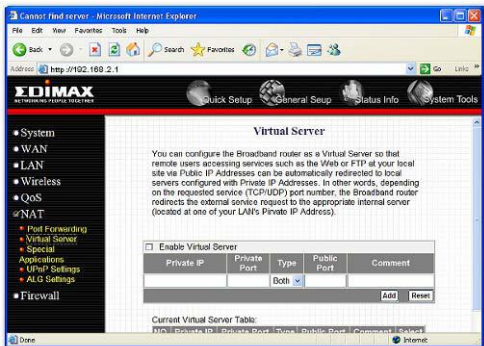 Cannot find server - Microsoft Internet Explorer
File Edit View Favorites Tools Help
Back Search Favorites
Address http://192.168.2.1 Go Links
EDIMAX
NETWORKING PEOPLE TOGETHER
Quick Setup General Seup Status Info System Tools
System
WAN
LAN
Wireless
QoS
NAT
Port Forwarding
Virtual Server
Special
Applications
UPnP Settings
ALG Settings
Firewall
Virtual Server
You can configure the Broadband router as a Virtual Server so that
remote users accessing services such as the Web or FTP at your local
site via Public IP Addresses can be automatically redirected to local
servers configured with Private IP Addresses. In other words, depending
on the requested service (TCP/UDP) port number, the Broadband router
redirects the external service request to the appropriate internal server
(located at one of your LAN's Pivate IP Address).
Enable Virtual Server
Private IP Private Port Type Public Port Comment
Both
Add Reset
Current Virtual Server Table:
NO Private IP Private Port Type Public Port Comment Select
Done Internet